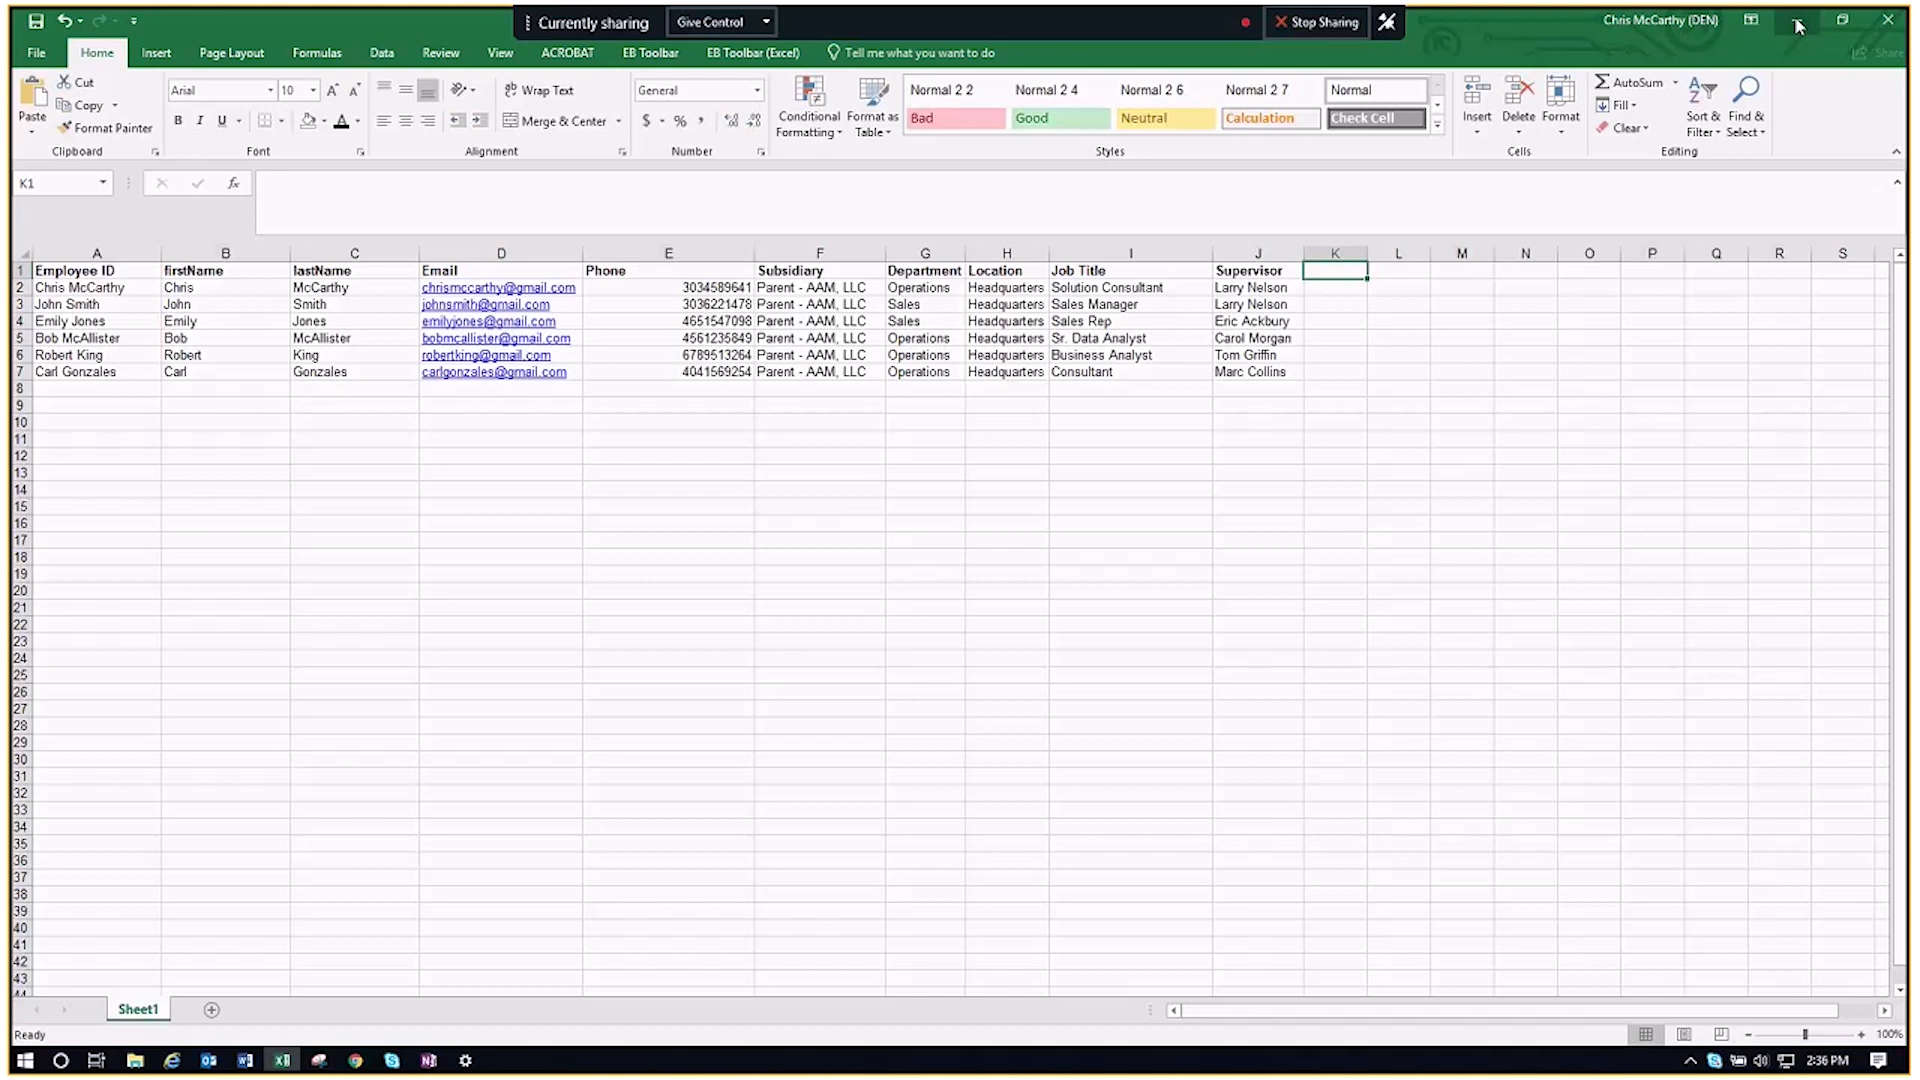 Currently sharing Give Control Stop Sharing Chris McCarthy (DEN)
File Home Insert Page Layout Formulas Data Review View ACROBAT EB Toolbar EB Toolbar (Excel) Tell me what you want to do Share
Paste Cut Copy Format Painter Clipboard
Arial 10 B I U A Font
Wrap Text Merge & Center Alignment
General $ % , Number
Conditional Formatting Format as Table
Normal 2 2 Normal 2 4 Normal 2 6 Normal 2 7 Normal
Bad Good Neutral Calculation Check Cell
Styles
Insert Delete Format Cells
AutoSum Fill Clear Sort & Filter Find & Select Editing
K1 fx
A B C D E F G H I J K L M N O P Q R S
1 Employee ID firstName lastName Email Phone Subsidiary Department Location Job Title Supervisor
2 Chris McCarthy Chris McCarthy chrismccarthy@gmail.com 3034589641 Parent - AAM, LLC Operations Headquarters Solution Consultant Larry Nelson
3 John Smith John Smith johnsmith@gmail.com 3036221478 Parent - AAM, LLC Sales Headquarters Sales Manager Larry Nelson
4 Emily Jones Emily Jones emilyjones@gmail.com 4651547098 Parent - AAM, LLC Sales Headquarters Sales Rep Eric Ackbury
5 Bob McAllister Bob McAllister bobmcallister@gmail.com 4561235849 Parent - AAM, LLC Operations Headquarters Sr. Data Analyst Carol Morgan
6 Robert King Robert King robertking@gmail.com 6789513264 Parent - AAM, LLC Operations Headquarters Business Analyst Tom Griffin
7 Carl Gonzales Carl Gonzales carlgonzales@gmail.com 4041569254 Parent - AAM, LLC Operations Headquarters Consultant Marc Collins
8
9
10
11
12
13
14
15
16
17
18
19
20
21
22
23
24
25
26
27
28
29
30
31
32
33
34
35
36
37
38
39
40
41
42
43
44
Sheet1
Ready 100%
2:36 PM